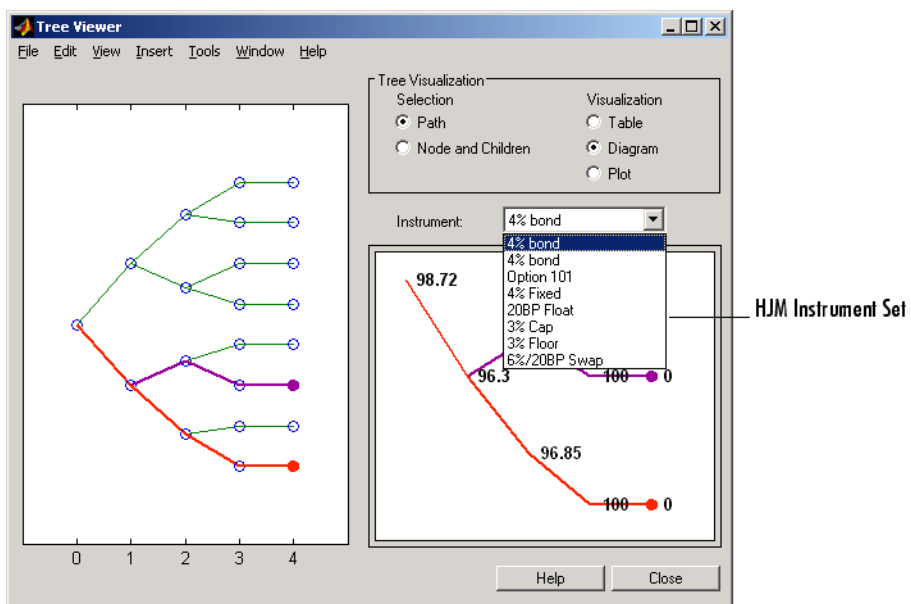 Tree Viewer
File Edit View Insert Tools Window Help
Tree Visualization
Selection
Visualization
Path
Table
Node and Children
Diagram
Plot
Instrument:
4% bond
4% bond
4% bond
Option 101
4% Fixed
20BP Float
3% Cap
3% Floor
6%/20BP Swap
HJM Instrument Set
98.72
96.3
100 0
96.85
100 0
0 1 2 3 4
Help
Close